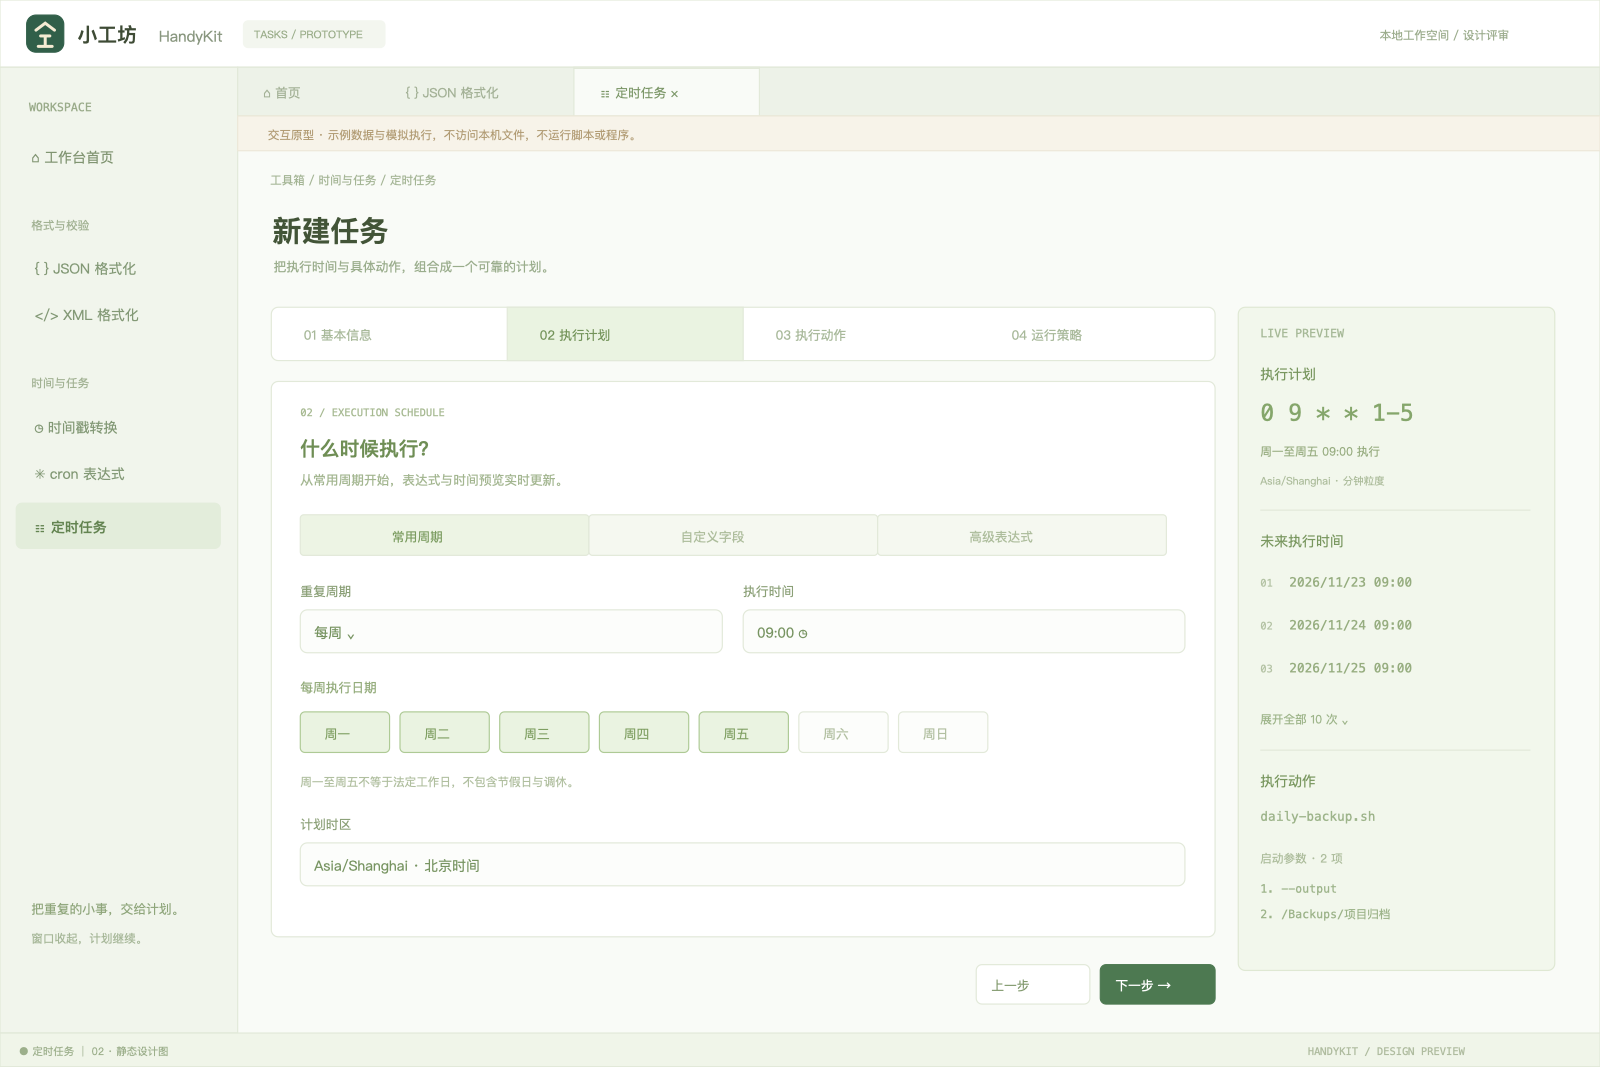 小工坊 HandyKit TASKS / PROTOTYPE
本地工作空间 / 设计评审
WORKSPACE
⌂ 工作台首页
格式与校验
{ } JSON 格式化
</> XML 格式化
时间与任务
◷ 时间戳转换
✳ cron 表达式
☷ 定时任务
把重复的小事，交给计划。
窗口收起，计划继续。
⌂ 首页
{ } JSON 格式化
☷ 定时任务 ×
交互原型 · 示例数据与模拟执行，不访问本机文件，不运行脚本或程序。
工具箱 / 时间与任务 / 定时任务
新建任务
把执行时间与具体动作，组合成一个可靠的计划。
01 基本信息
02 执行计划
03 执行动作
04 运行策略
02 / EXECUTION SCHEDULE
什么时候执行?
从常用周期开始，表达式与时间预览实时更新。
常用周期
自定义字段
高级表达式
重复周期
每周 ⌄
执行时间
09:00 ◷
每周执行日期
周一
周二
周三
周四
周五
周六
周日
周一至周五不等于法定工作日，不包含节假日与调休。
计划时区
Asia/Shanghai · 北京时间
上一步
下一步 →
LIVE PREVIEW
执行计划
0 9 * * 1–5
周一至周五 09:00 执行
Asia/Shanghai · 分钟粒度
未来执行时间
01 2026/11/23 09:00
02 2026/11/24 09:00
03 2026/11/25 09:00
展开全部 10 次 ⌄
执行动作
daily-backup.sh
启动参数 · 2 项
1. --output
2. /Backups/项目归档
● 定时任务 | 02 · 静态设计图
HANDYKIT / DESIGN PREVIEW